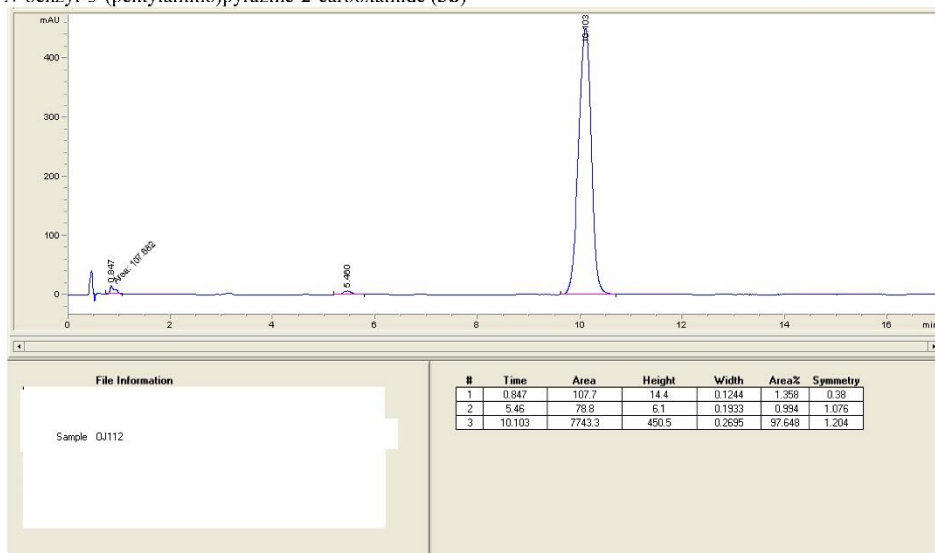 N-benzyl-3-(pentylamino)pyrazine-2-carboxamide (3b)
mAU
400
300
200
100
0
0.847
Area: 107.682
5.460
10.103
0 2 4 6 8 10 12 14 16 min
File Information
Sample OJ112
# Time Area Height Width Area% Symmetry
1 0.847 107.7 14.4 0.1244 1.358 0.38
2 5.46 78.8 6.1 0.1933 0.994 1.076
3 10.103 7743.3 450.5 0.2695 97.648 1.204